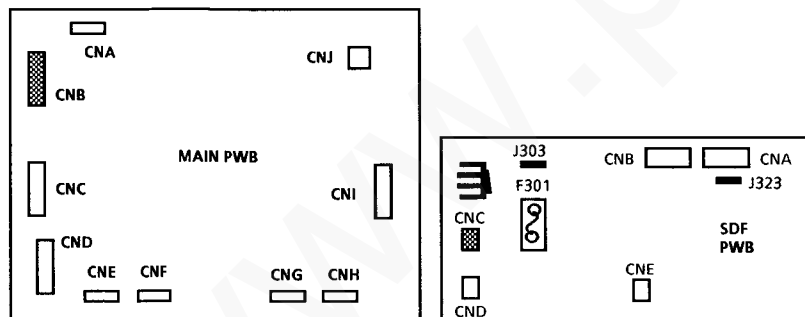 CNA
CNJ
CNB
MAIN PWB
CNC
CNI
CND
CNE CNF CNG CNH
J303
CNB CNA
F301
J323
CNC
SDF
PWB
CNE
CND